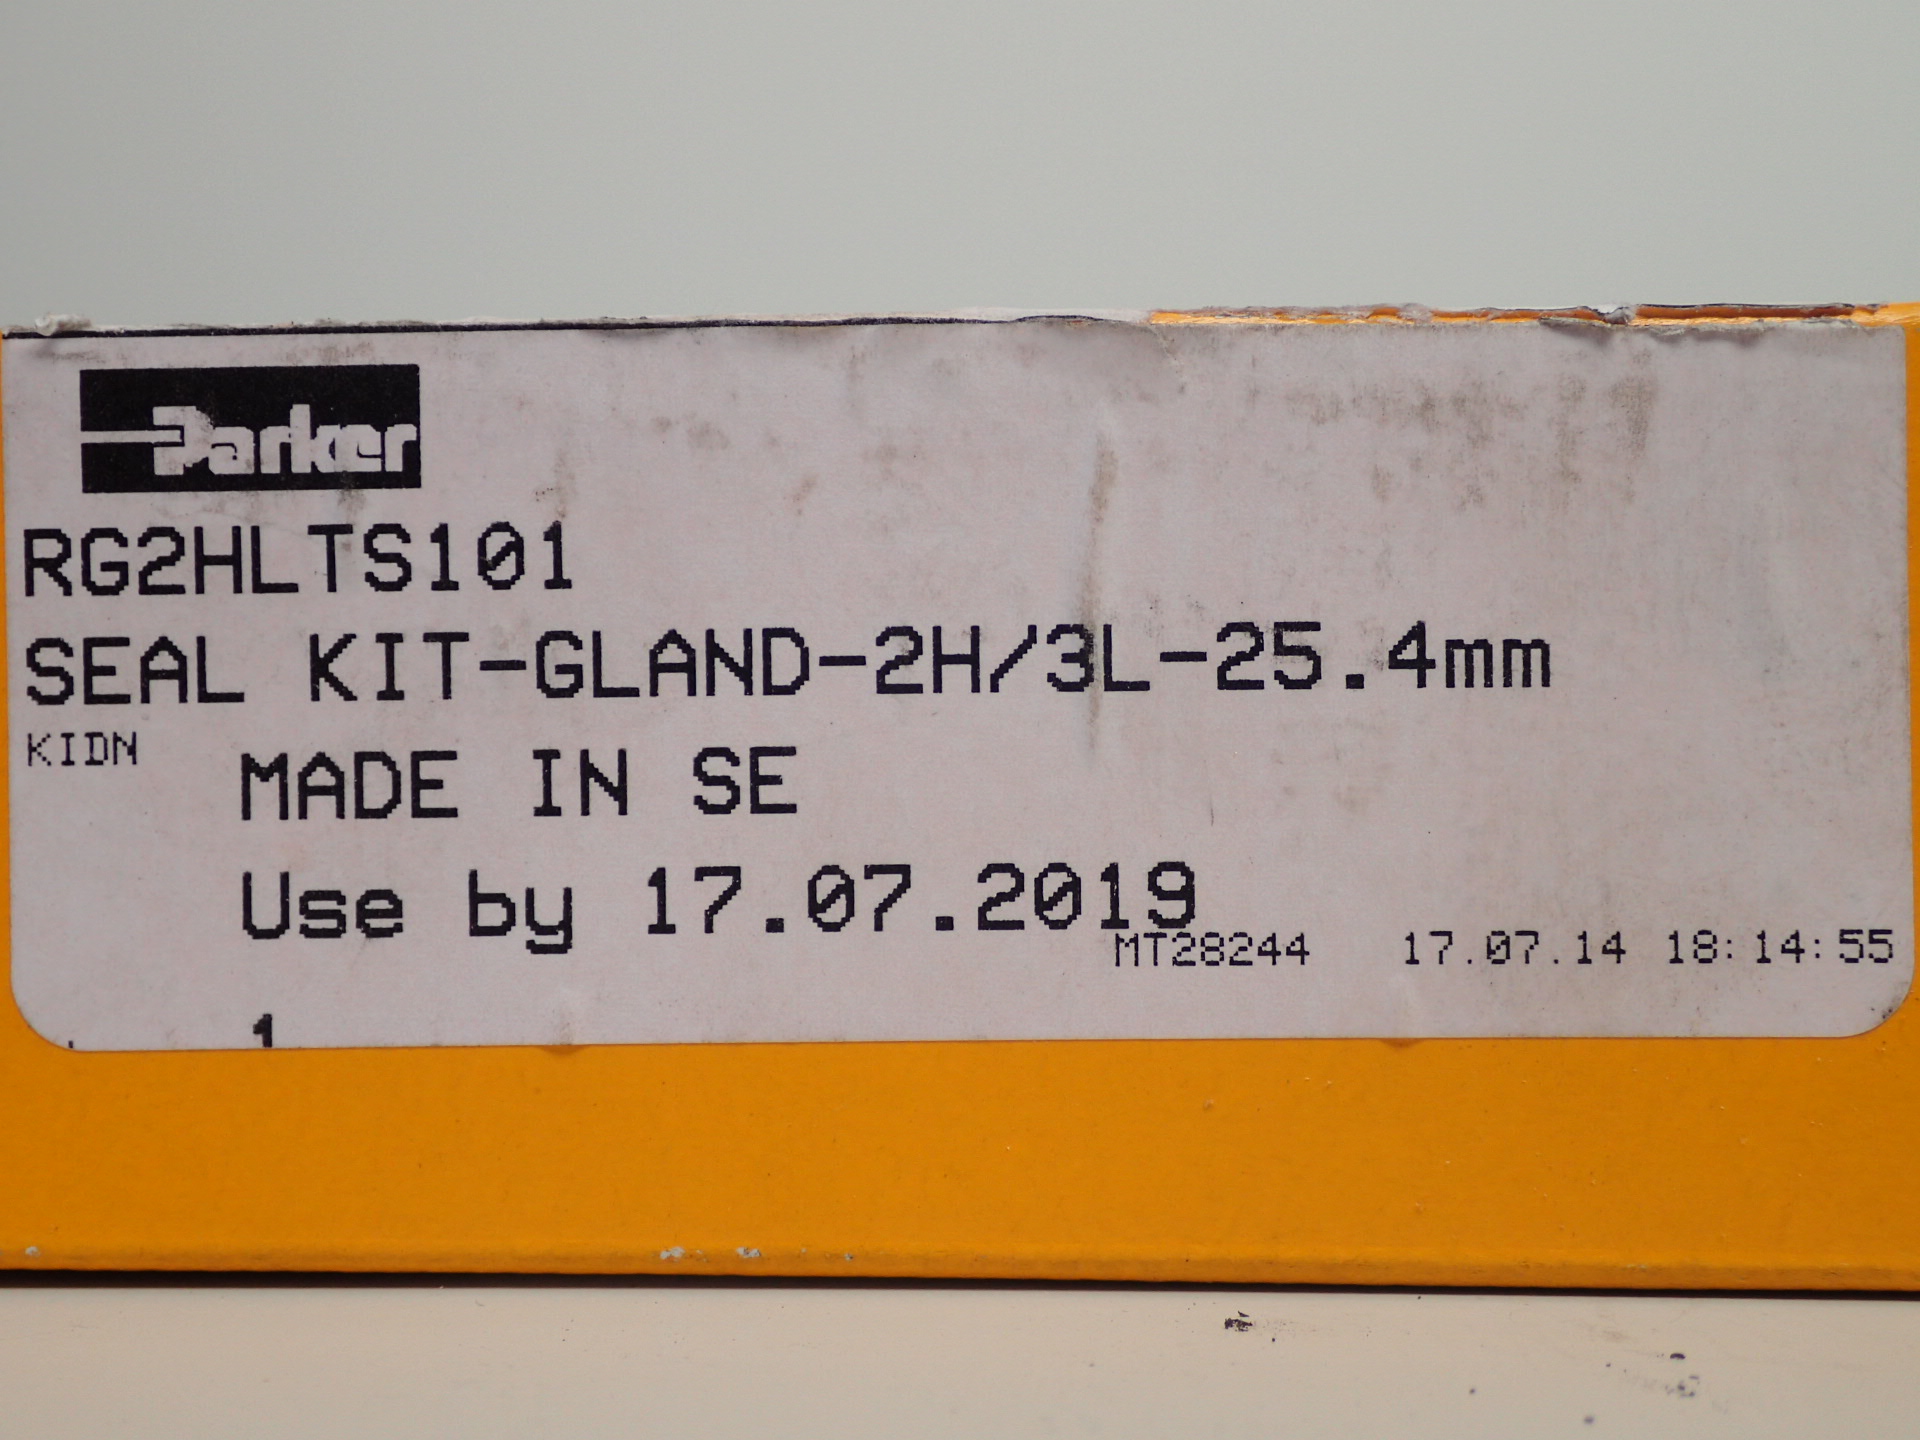 Parker
RG2HLTS101
SEAL KIT-GLAND-2H/3L-25.4mm
KIDN
MADE IN SE
Use by 17.07.2019
MT28244 17.07.14 18:14:55
1